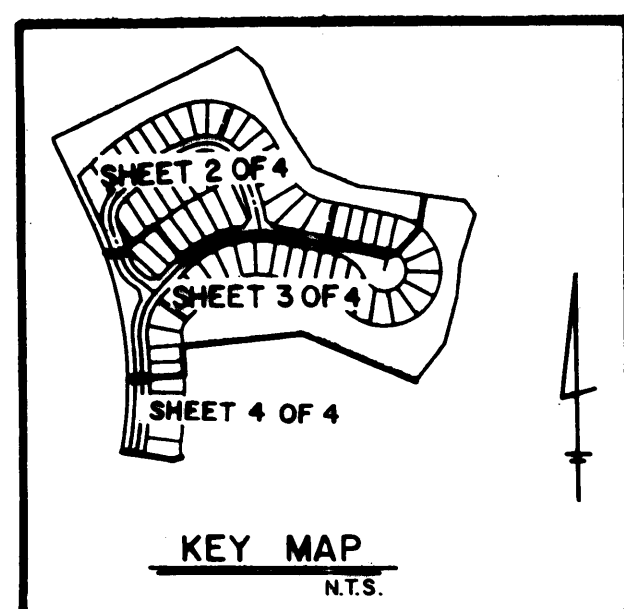 SHEET 2 OF 4
SHEET 3 OF 4
SHEET 4 OF 4
KEY MAP
N.T.S.